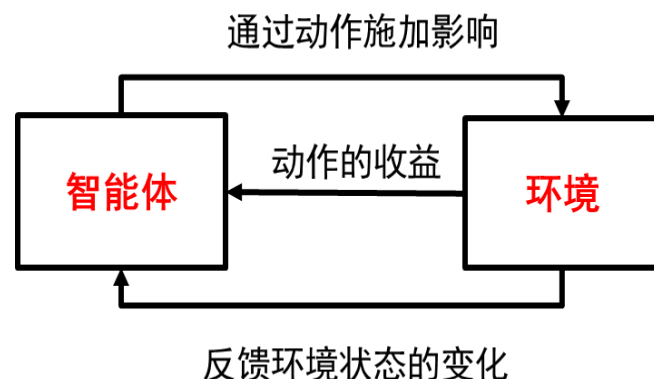 通过动作施加影响
智能体
动作的收益
环境
反馈环境状态的变化